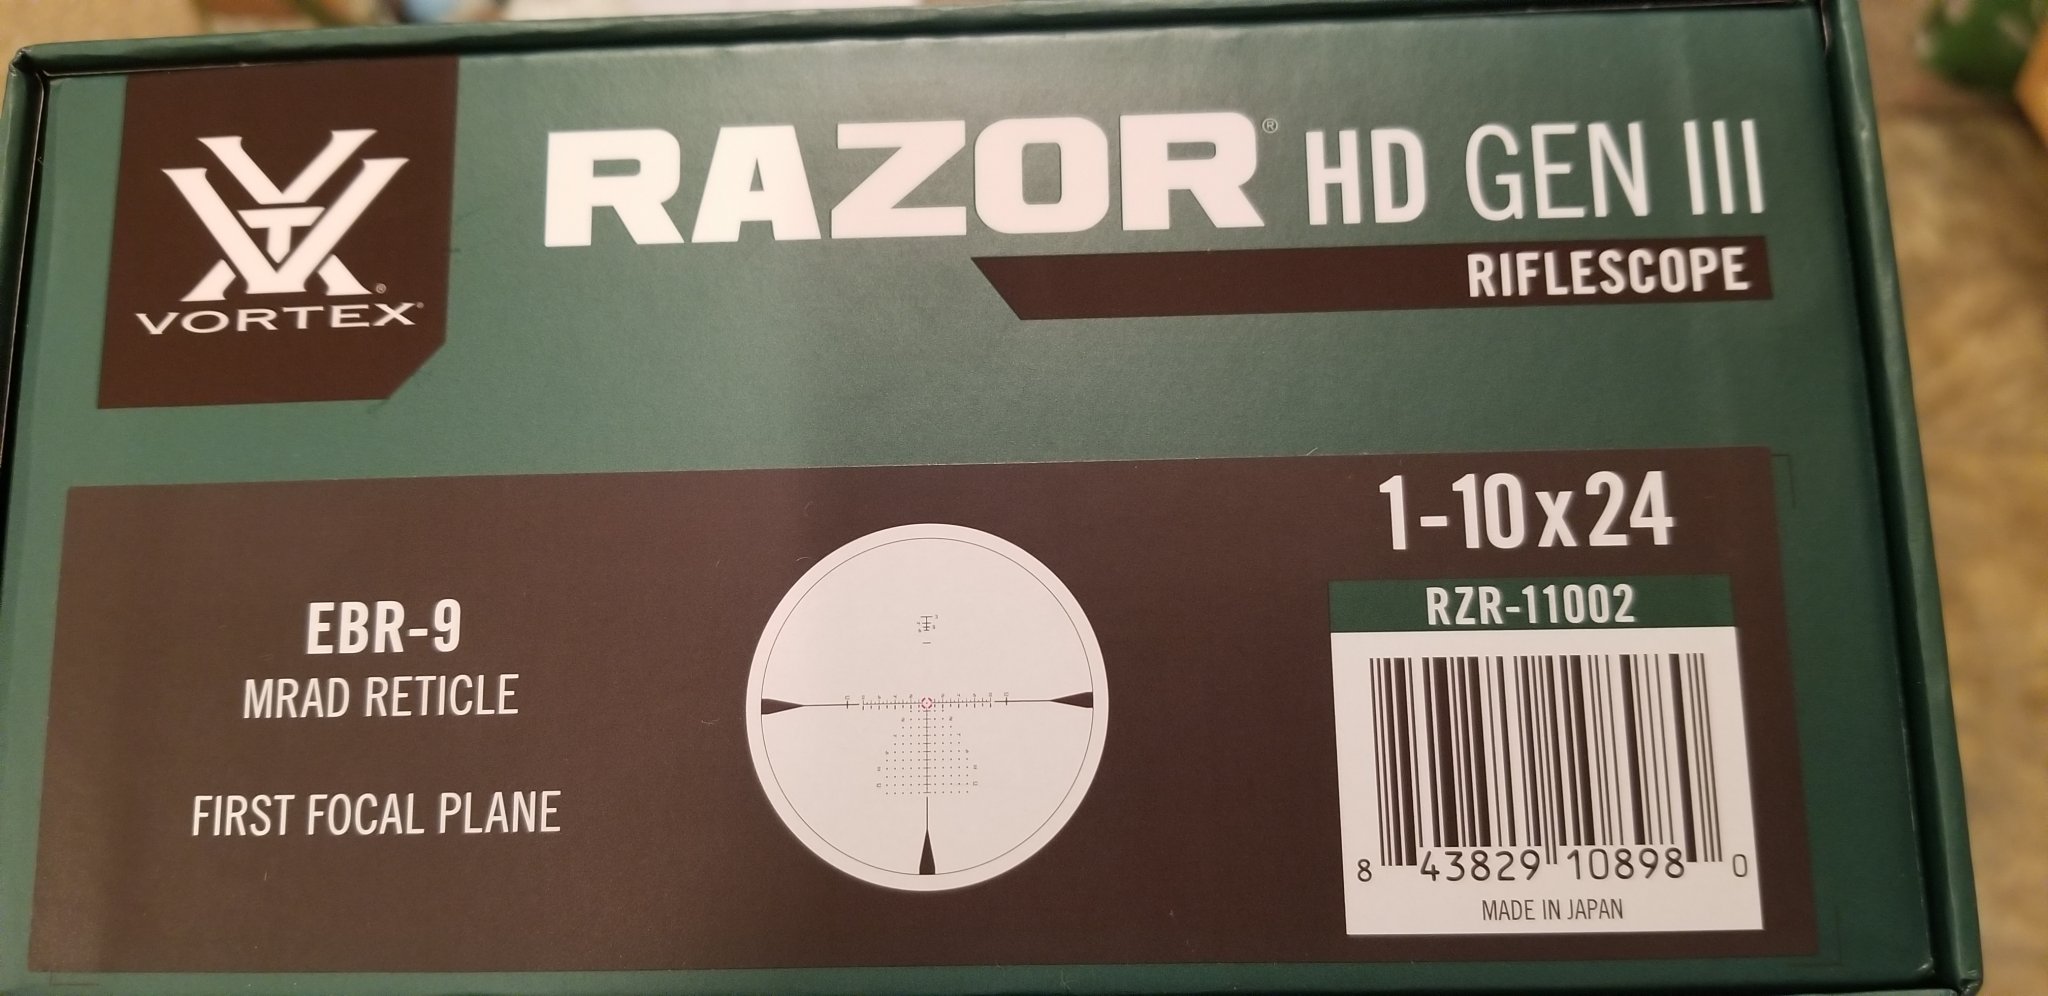 RAZOR® HD GEN III
RIFLESCOPE
VORTEX®
1-10x24
RZR-11002
EBR-9
MRAD RETICLE
FIRST FOCAL PLANE
8 43829 10898 0
MADE IN JAPAN